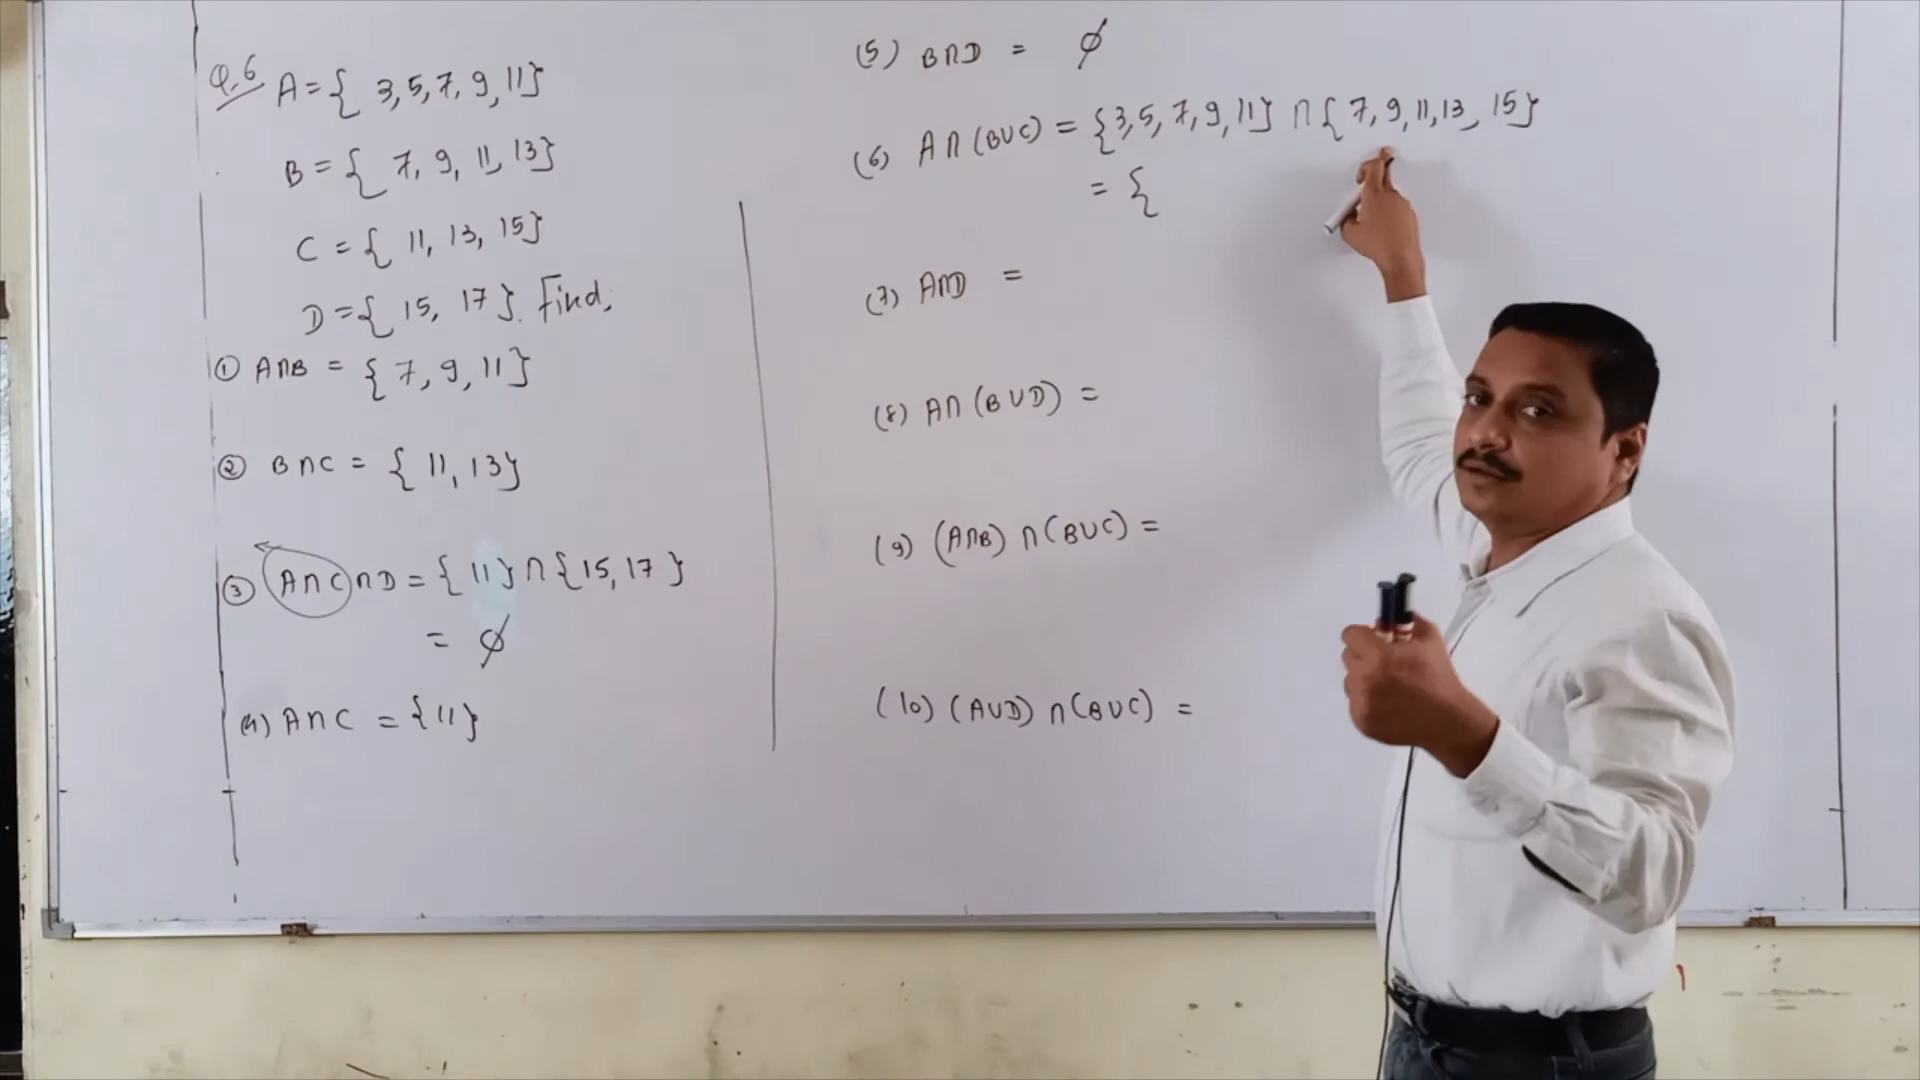 Q.6 A = { 3, 5, 7, 9, 11}
B = { 7, 9, 11, 13}
C = { 11, 13, 15}
D = { 15, 17}. Find,
① A∩B = { 7, 9, 11}
② B∩C = { 11, 13}
③ A∩C∩D = { 11} ∩ {15, 17 }
= ϕ
(4) A∩C = {11}
(5) B∩D = ϕ
(6) A∩(B∪C) = {3, 5, 7, 9, 11} ∩ { 7, 9, 11, 13, 15}
= {
(7) A∩D =
(8) A∩(B∪D) =
(9) (A∩B) ∩(B∪C) =
(10) (A∪D) ∩(B∪C) =